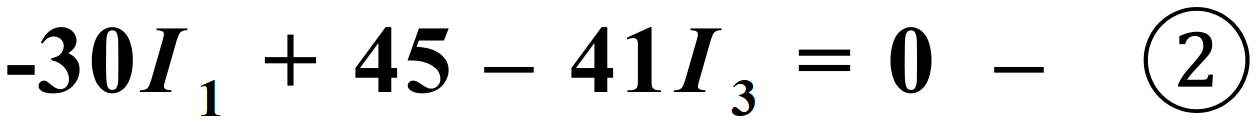 -30I₁ + 45 – 41I₃ = 0 – ②